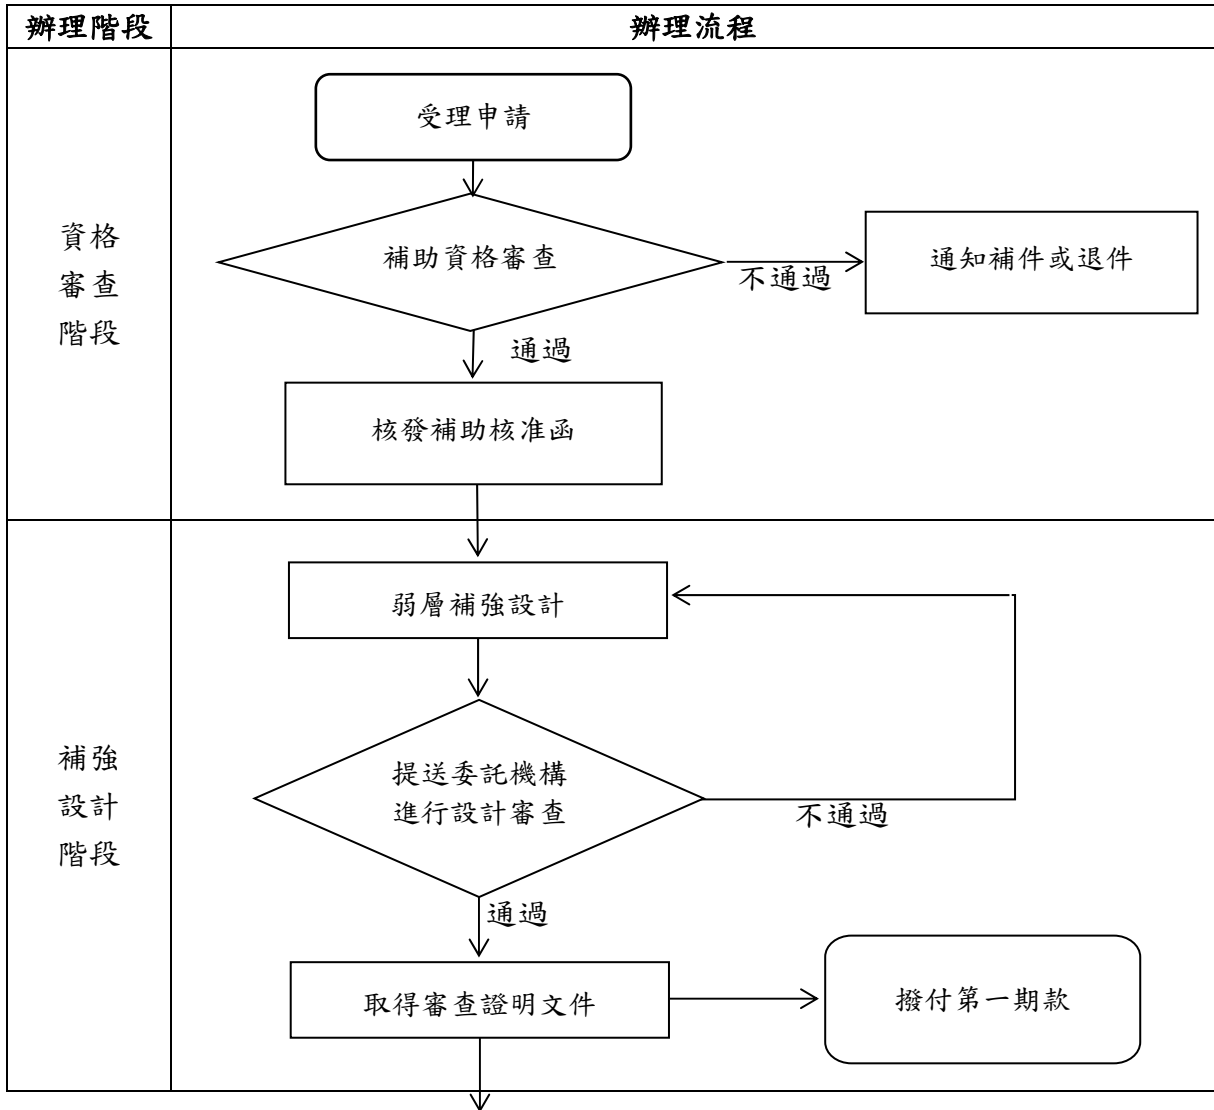 辦理階段
辦理流程
資格
審查
階段
受理申請
補助資格審查
不通過
通知補件或退件
通過
核發補助核准函
補強
設計
階段
弱層補強設計
提送委託機構
進行設計審查
不通過
通過
取得審查證明文件
撥付第一期款